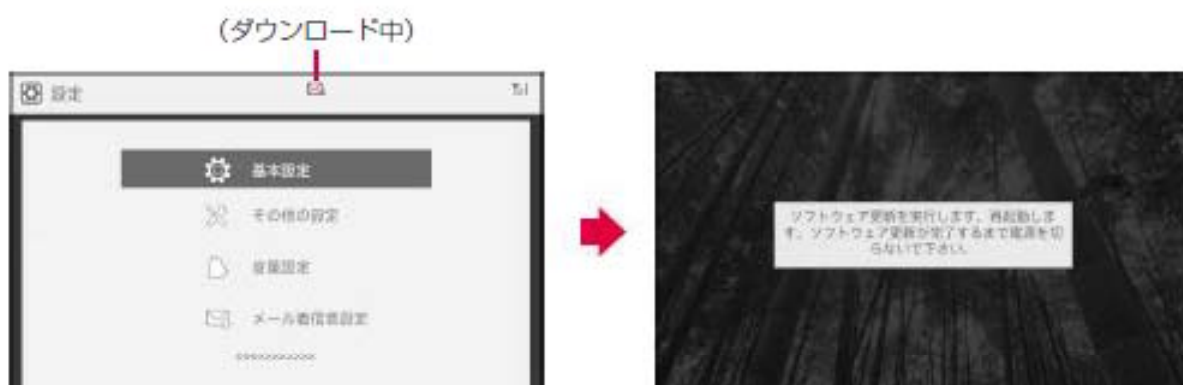 (ダウンロード中)
設定
基本設定
その他の設定
音量設定
メール着信音設定
ソフトウェア更新を実行します。再起動しま
す。ソフトウェア更新が完了するまで電源を切
らないで下さい。